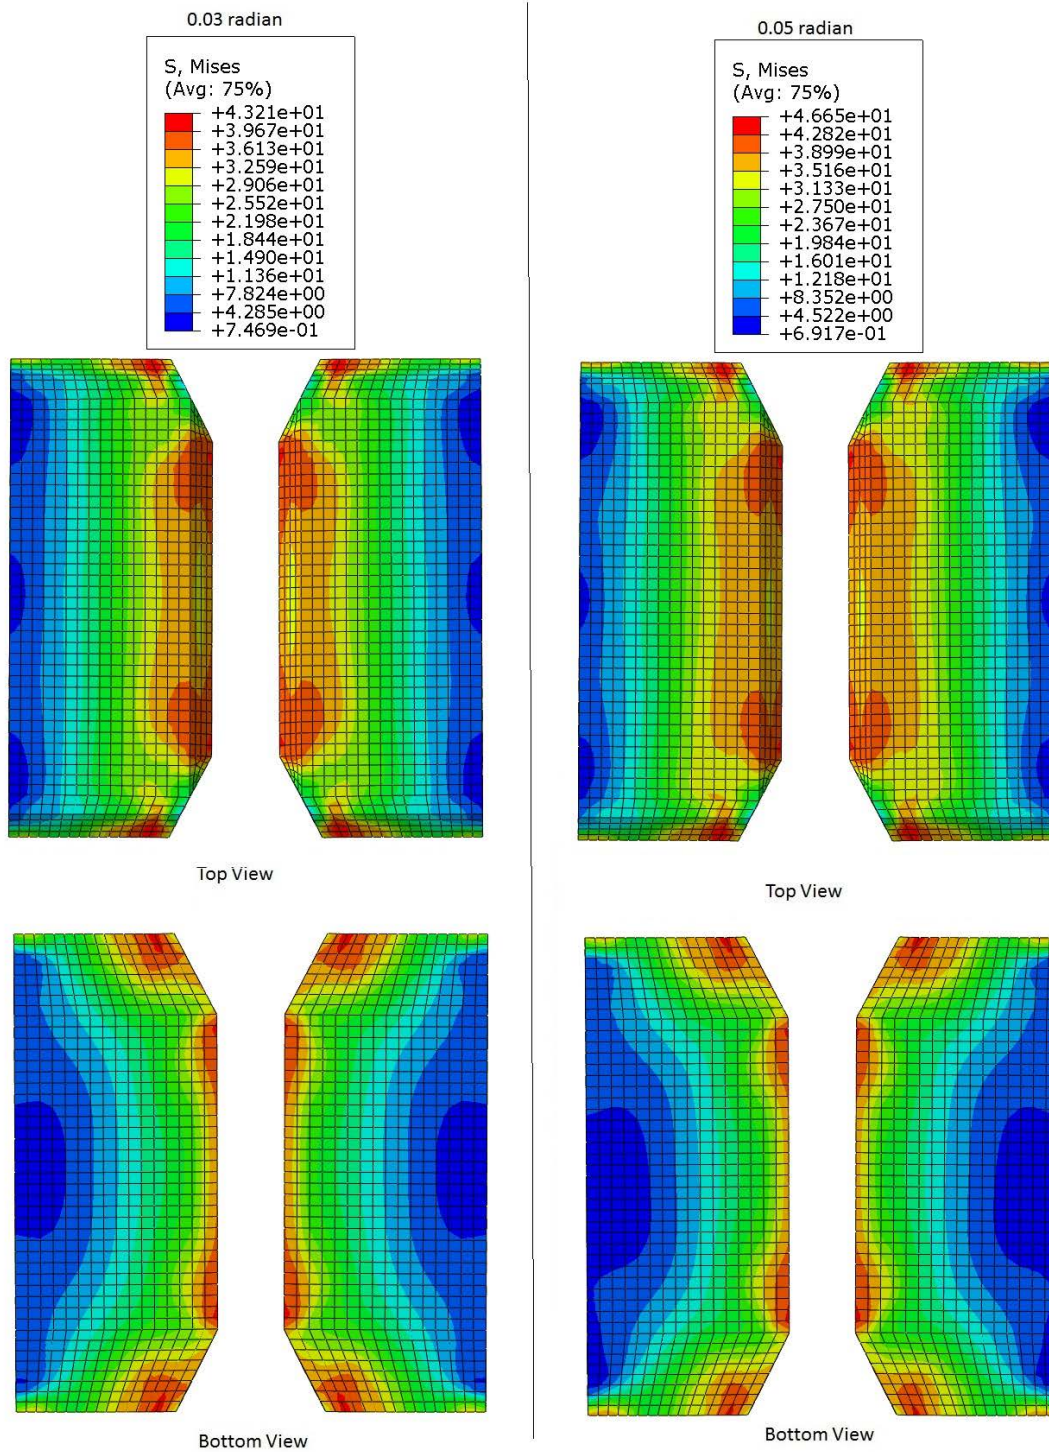 0.03 radian
S, Mises
(Avg: 75%)
+4.321e+01
+3.967e+01
+3.613e+01
+3.259e+01
+2.906e+01
+2.552e+01
+2.198e+01
+1.844e+01
+1.490e+01
+1.136e+01
+7.824e+00
+4.285e+00
+7.469e-01
Top View
Bottom View
0.05 radian
S, Mises
(Avg: 75%)
+4.665e+01
+4.282e+01
+3.899e+01
+3.516e+01
+3.133e+01
+2.750e+01
+2.367e+01
+1.984e+01
+1.601e+01
+1.218e+01
+8.352e+00
+4.522e+00
+6.917e-01
Top View
Bottom View